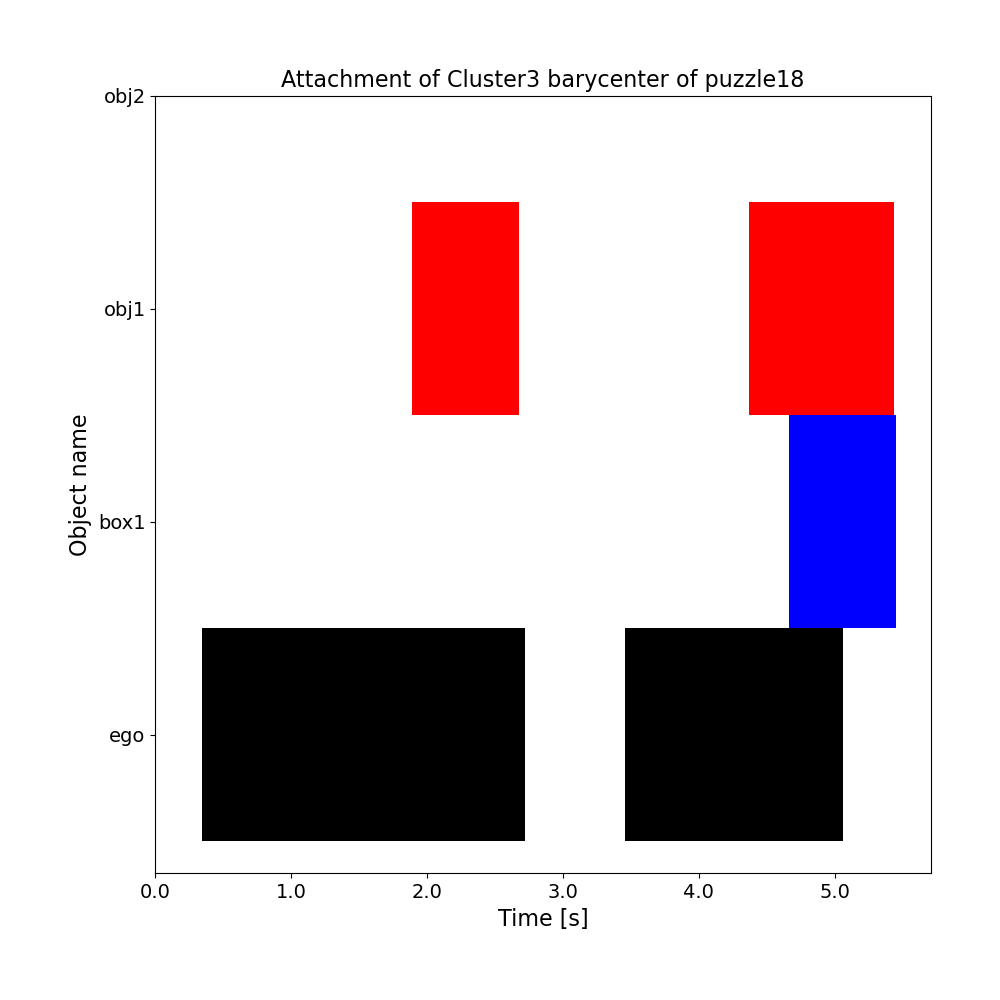 Attachment of Cluster3 barycenter of puzzle18
obj2
obj1
box1
ego
Object name
0.0 1.0 2.0 3.0 4.0 5.0
Time [s]